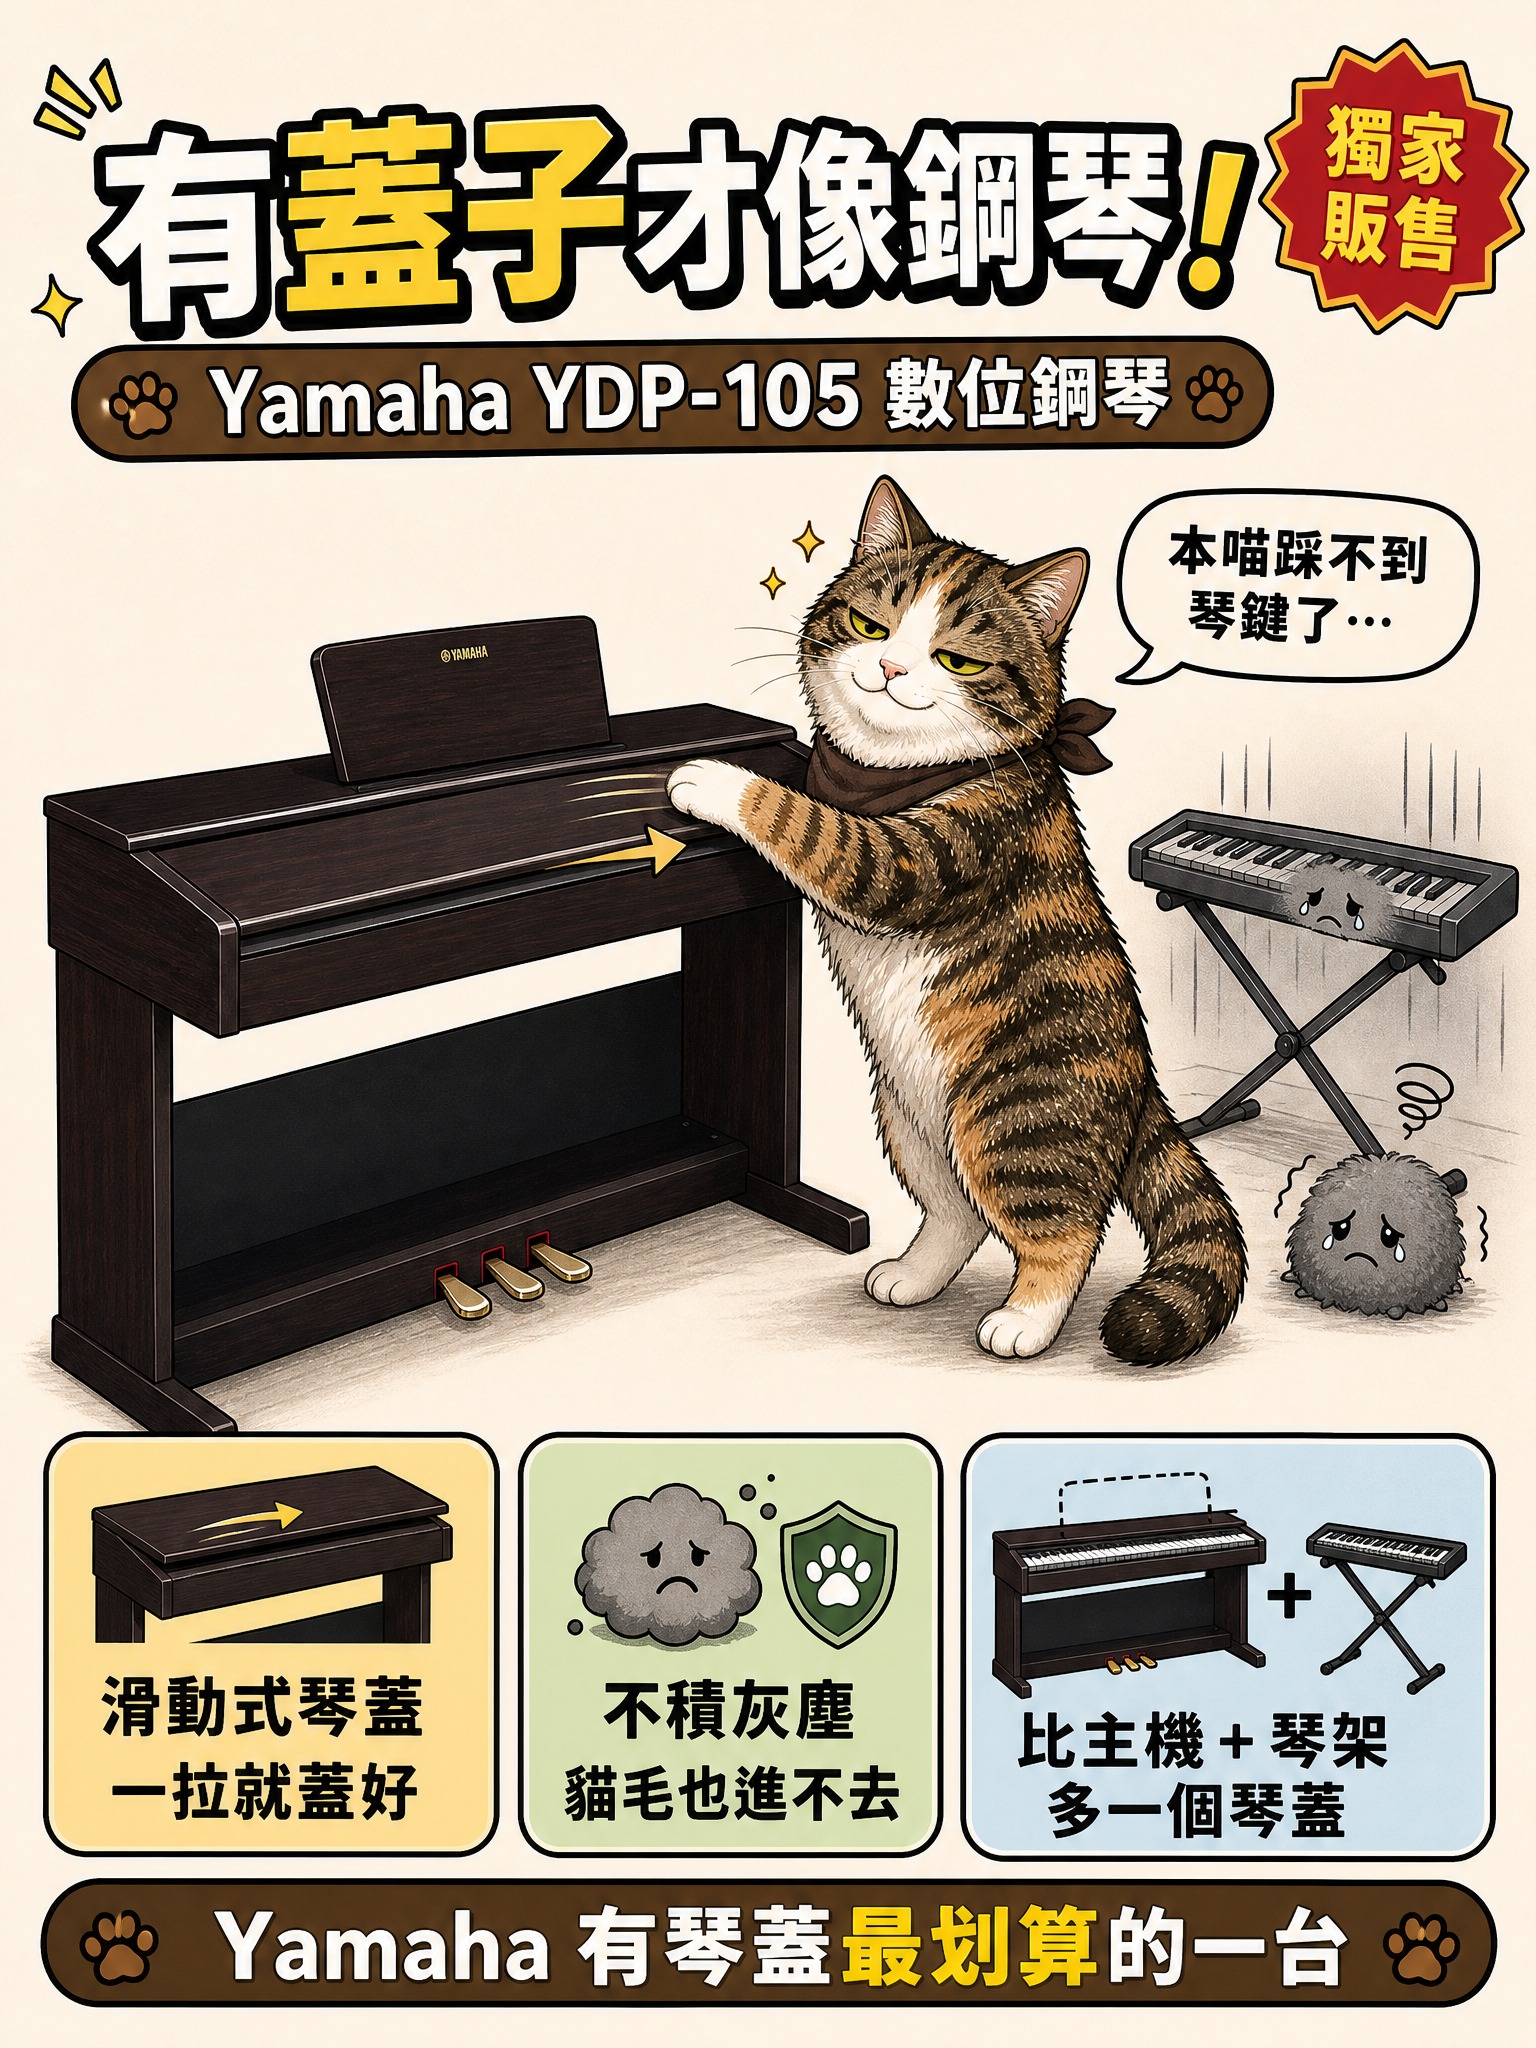 有蓋子才像鋼琴!
獨家
販售
Yamaha YDP-105 數位鋼琴
本喵踩不到
琴鍵了…
YAMAHA
滑動式琴蓋
一拉就蓋好
不積灰塵
貓毛也進不去
+
比主機+琴架
多一個琴蓋
Yamaha 有琴蓋最划算的一台